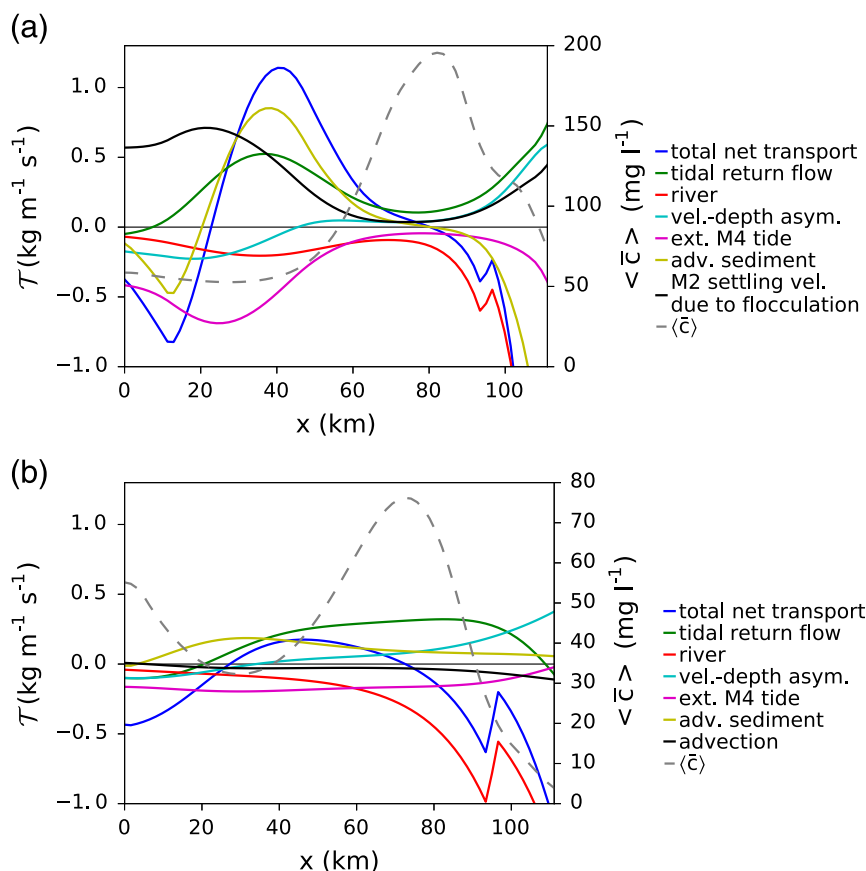 (a)
200
1.0
0.5
0.0
−0.5
−1.0
𝒯 (kg m⁻¹ s⁻¹)
150
100
50
0
<c̄> (mg l⁻¹)
0 20 40 60 80 100
x (km)
total net transport
tidal return flow
river
vel.-depth asym.
ext. M4 tide
adv. sediment
M2 settling vel.
due to flocculation
⟨c̄⟩
(b)
1.0
0.5
0.0
−0.5
−1.0
𝒯 (kg m⁻¹ s⁻¹)
80
70
60
50
40
30
20
10
0
<c̄> (mg l⁻¹)
0 20 40 60 80 100
x (km)
total net transport
tidal return flow
river
vel.-depth asym.
ext. M4 tide
adv. sediment
advection
⟨c̄⟩